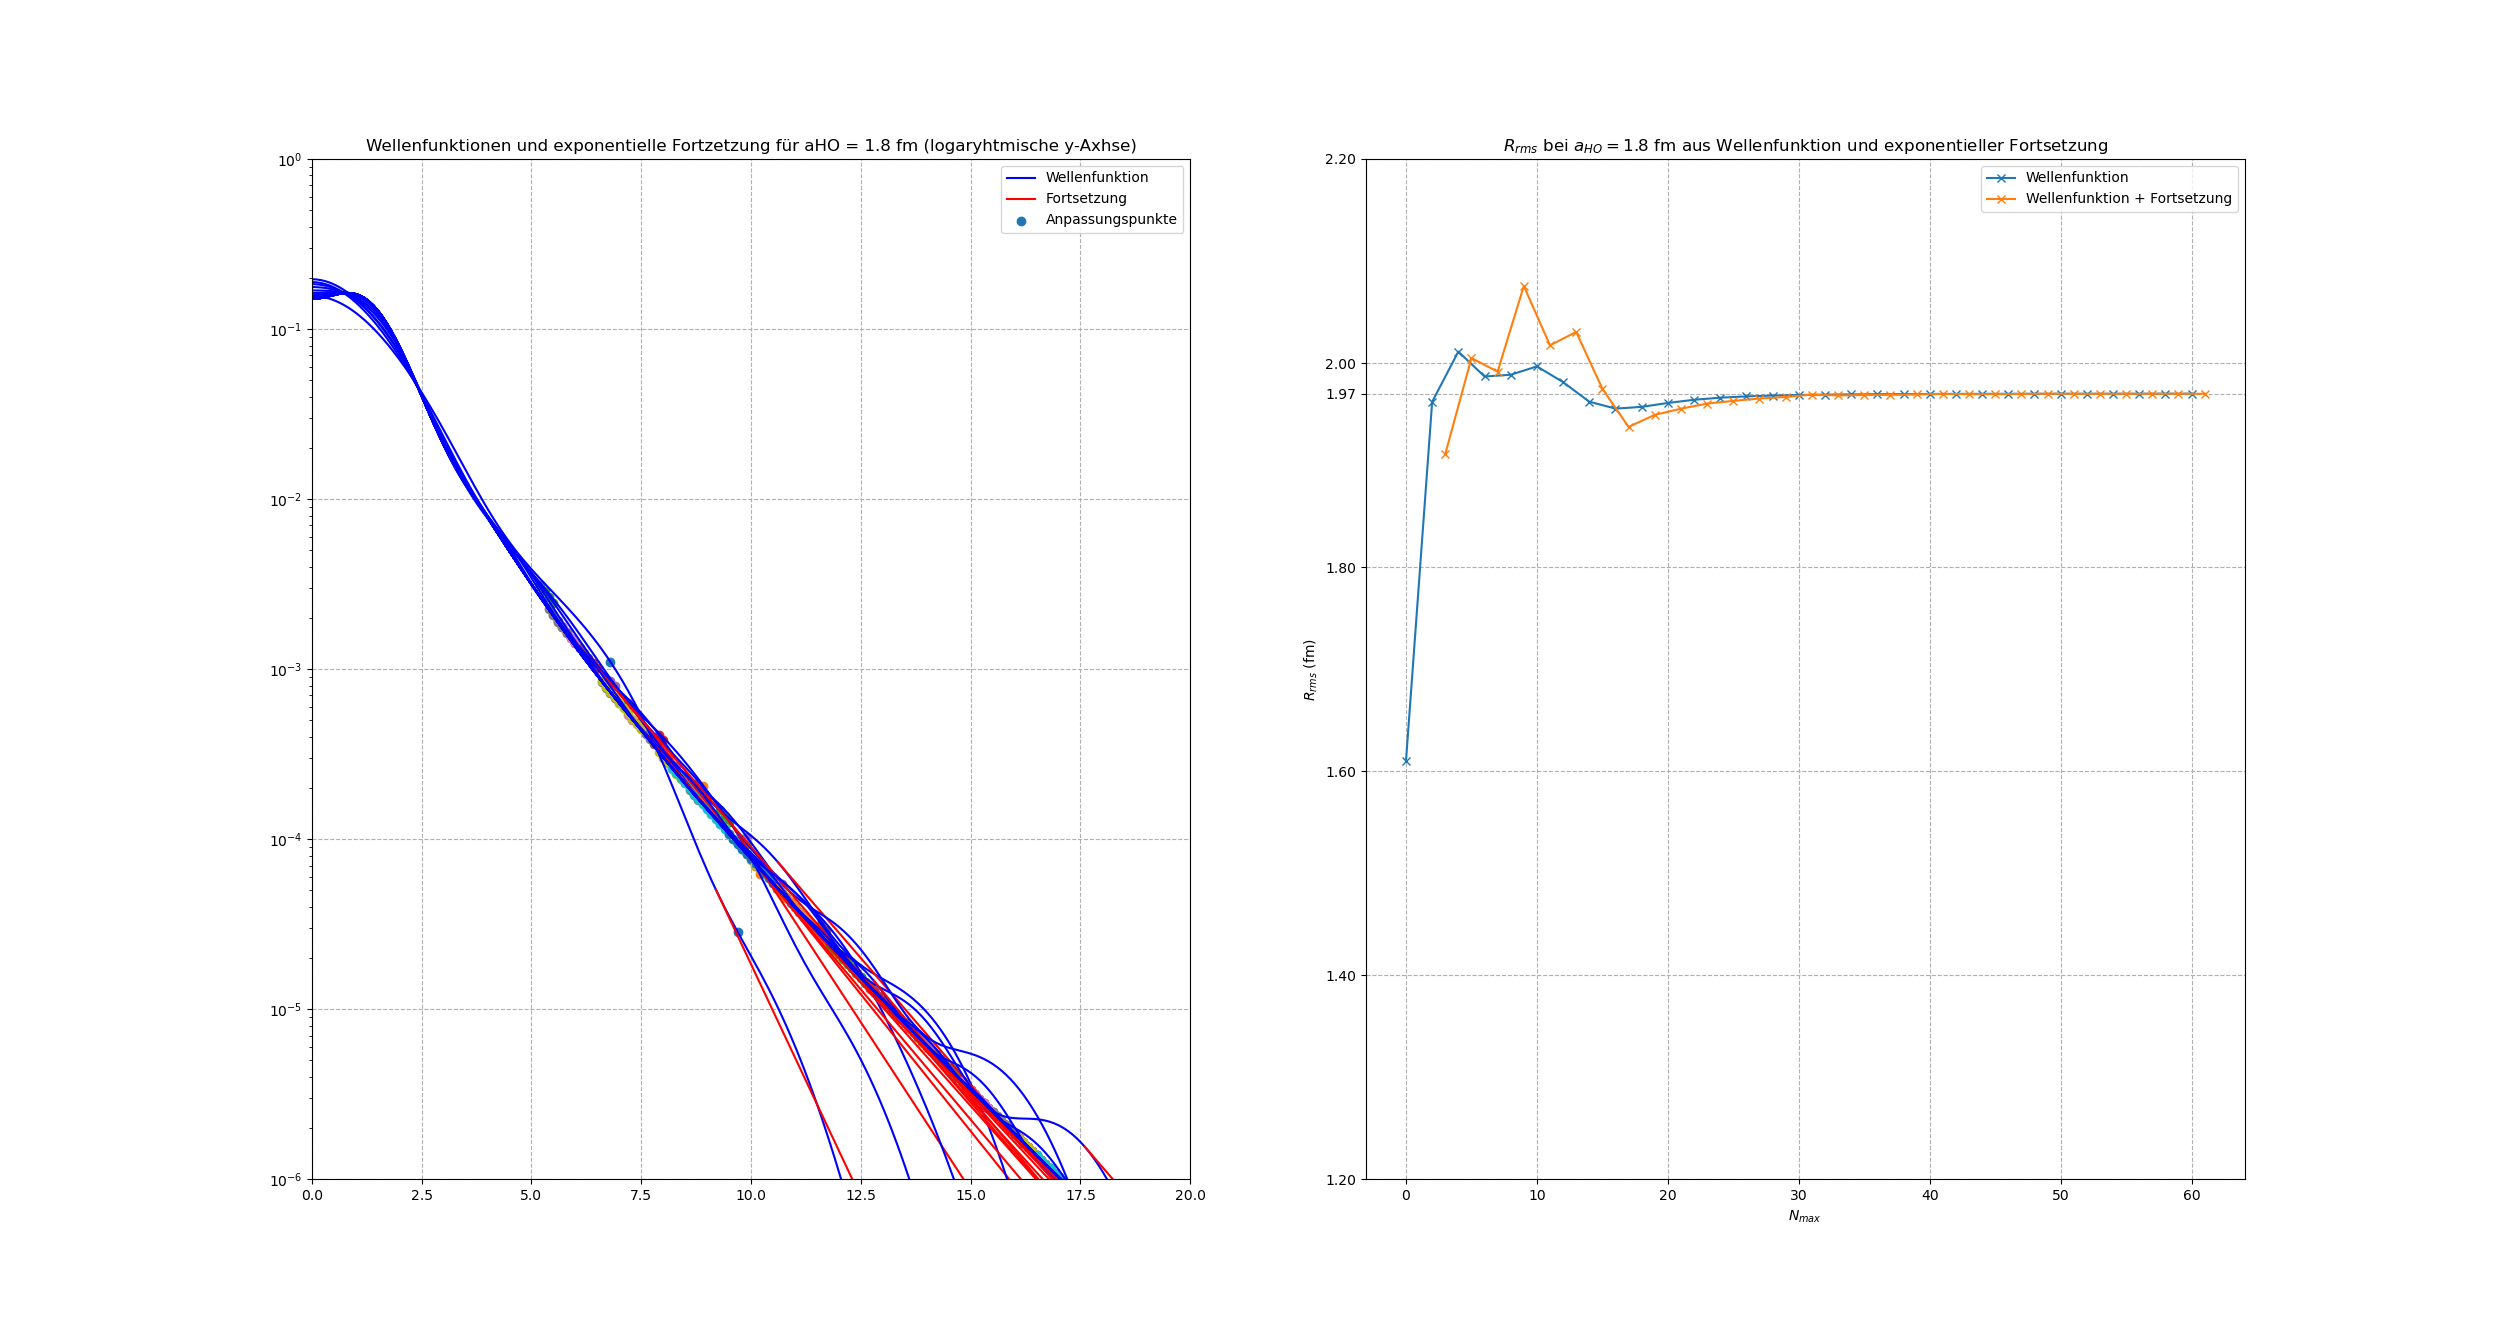 Wellenfunktionen und exponentielle Fortzetzung für aHO = 1.8 fm (logaryhtmische y-Axhse)
10⁰
10⁻¹
10⁻²
10⁻³
10⁻⁴
10⁻⁵
10⁻⁶
0.0 2.5 5.0 7.5 10.0 12.5 15.0 17.5 20.0
Wellenfunktion
Fortsetzung
Anpassungspunkte
R_rms bei a_HO = 1.8 fm aus Wellenfunktion und exponentieller Fortsetzung
2.20
2.00
1.97
1.80
1.60
1.40
1.20
R_rms (fm)
0 10 20 30 40 50 60
N_max
Wellenfunktion
Wellenfunktion + Fortsetzung